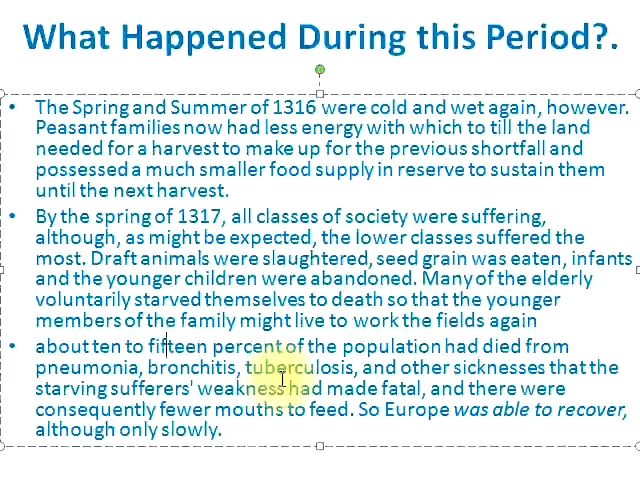 What Happened During this Period?.
• The Spring and Summer of 1316 were cold and wet again, however.
Peasant families now had less energy with which to till the land
needed for a harvest to make up for the previous shortfall and
possessed a much smaller food supply in reserve to sustain them
until the next harvest.
• By the spring of 1317, all classes of society were suffering,
although, as might be expected, the lower classes suffered the
most. Draft animals were slaughtered, seed grain was eaten, infants
and the younger children were abandoned. Many of the elderly
voluntarily starved themselves to death so that the younger
members of the family might live to work the fields again
• about ten to fifteen percent of the population had died from
pneumonia, bronchitis, tuberculosis, and other sicknesses that the
starving sufferers' weakness had made fatal, and there were
consequently fewer mouths to feed. So Europe was able to recover,
although only slowly.